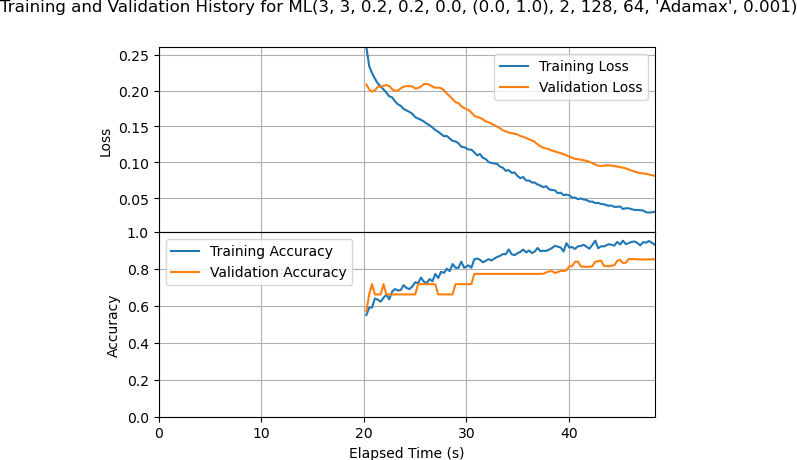 Training and Validation History for ML(3, 3, 0.2, 0.2, 0.0, (0.0, 1.0), 2, 128, 64, 'Adamax', 0.001)
0.25
0.20
0.15
0.10
0.05
Loss
Training Loss
Validation Loss
1.0
0.8
0.6
0.4
0.2
0.0
Accuracy
Training Accuracy
Validation Accuracy
0 10 20 30 40
Elapsed Time (s)